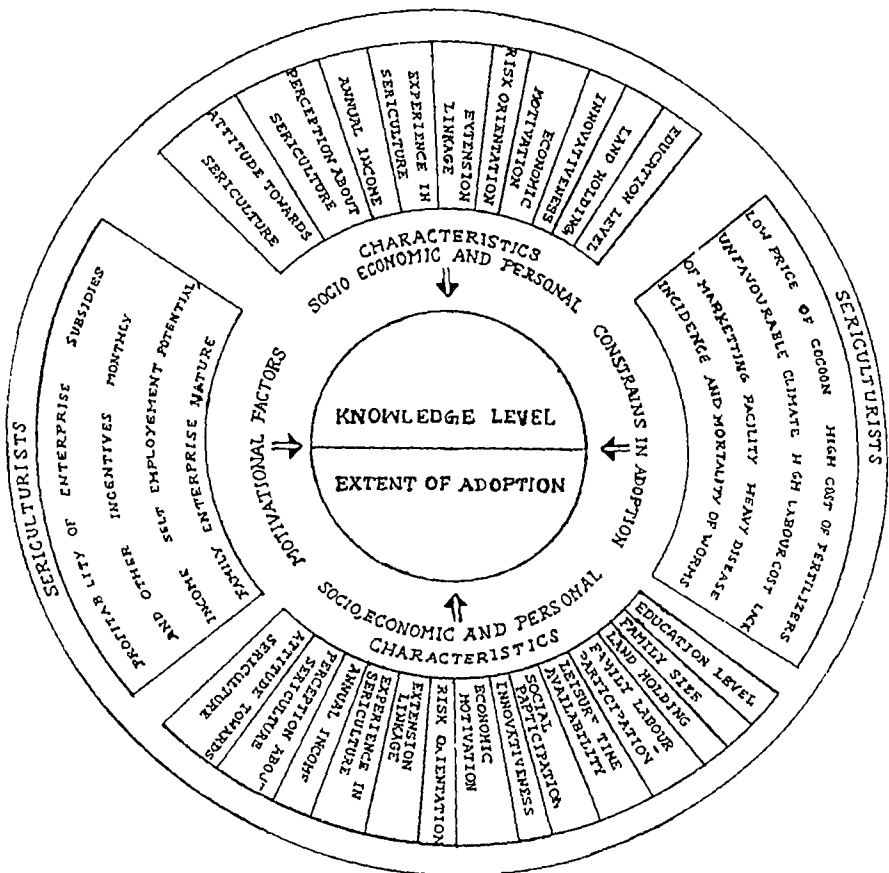 ATTITUDE TOWARDS
SERICULTURE
PERCEPTION ABOUT
SERICULTURE
ANNUAL INCOME
EXPERIENCE IN
SERICULTURE
EXTENSION
LINKAGE
RISK ORIENTATION
ECONOMIC
MOTIVATION
INNOVATIVENESS
LAND HOLDING
EDUCATION LEVEL
CHARACTERISTICS
SOCIO ECONOMIC AND PERSONAL
SERICULTURISTS
PROFITABLITY OF ENTERPRISE SUBSIDIES
AND OTHER INCENTIVES MONTHLY
INCOME SELT EMPLOYEMENT POTENTIAL,
FAMILY ENTERPRISE NATURE
MOTIVATIONAL FACTORS
KNOWLEDGE LEVEL
EXTENT OF ADOPTION
CONSTRAINS IN ADOPTION
LOW PRICE OF COCOON HIGH COST OF FERTILIZERS
UNFAVOURABLE CLIMATE HIGH LABOUR COST LACK
OF MARKETTING FACILITY HEAVY DISEASE
INCIDENCE AND MORTALITY OF WORMS
SERICULTURISTS
SOCIO, ECONOMIC AND PERSONAL
CHARACTERISTICS
ATTITUDE TOWARDS
SERICULTURE
PERCEPTION ABOUT
SERICULTURE
ANNUAL INCOME
EXPERIENCE IN
SERICULTURE
EXTENSION
LINKAGE
RISK ORIENTATION
ECONOMIC
MOTIVATION
INNOVATIVENESS
SOCIAL
PARTICIPATION
LEISURE TIME
AVAILABILITY
FAMILY LABOUR
PARTICIPATION
LAND HOLDING
FAMILY SIZE
EDUCATION LEVEL